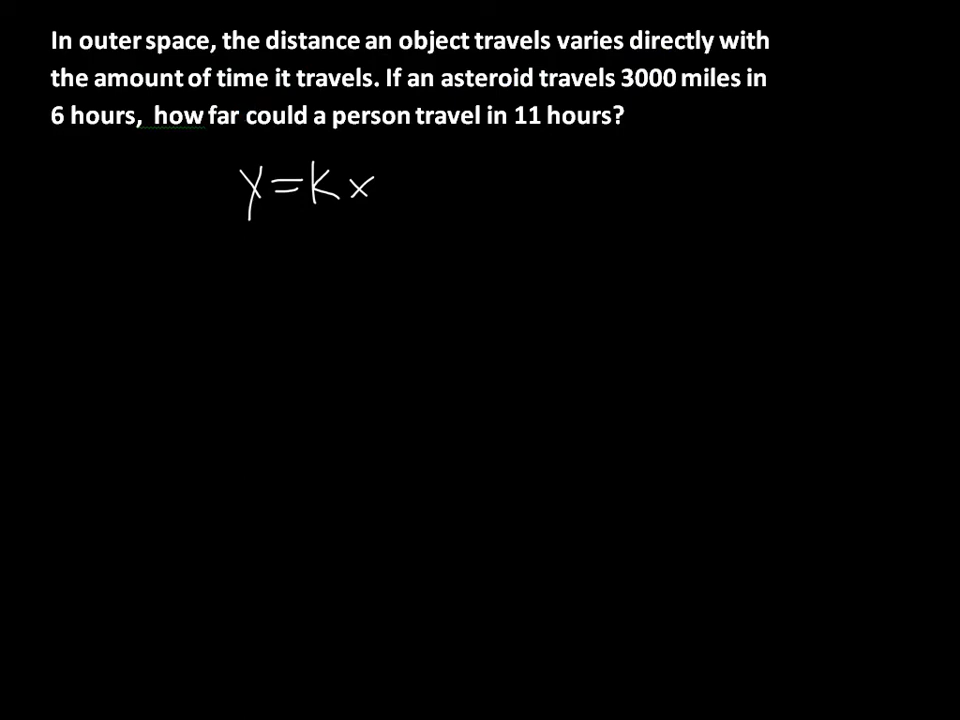 In outer space, the distance an object travels varies directly with
the amount of time it travels. If an asteroid travels 3000 miles in
6 hours, how far could a person travel in 11 hours?
y=kx